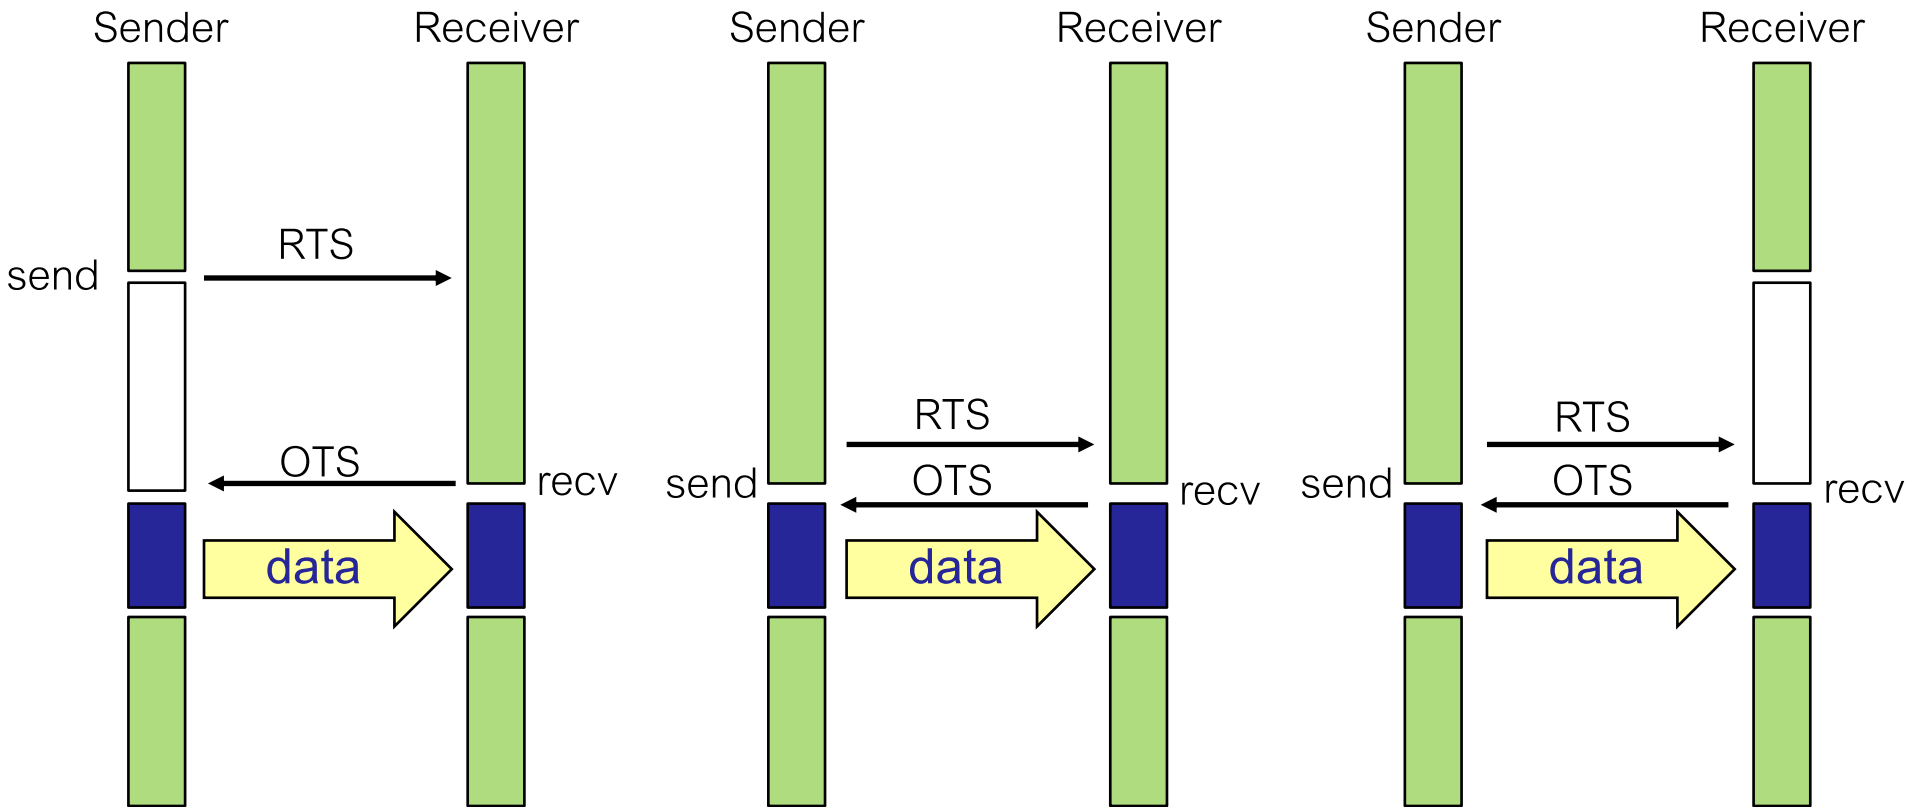 Sender Receiver
RTS
send
OTS
recv
data
Sender Receiver
RTS
send
OTS
recv
data
Sender Receiver
RTS
send
OTS
recv
data